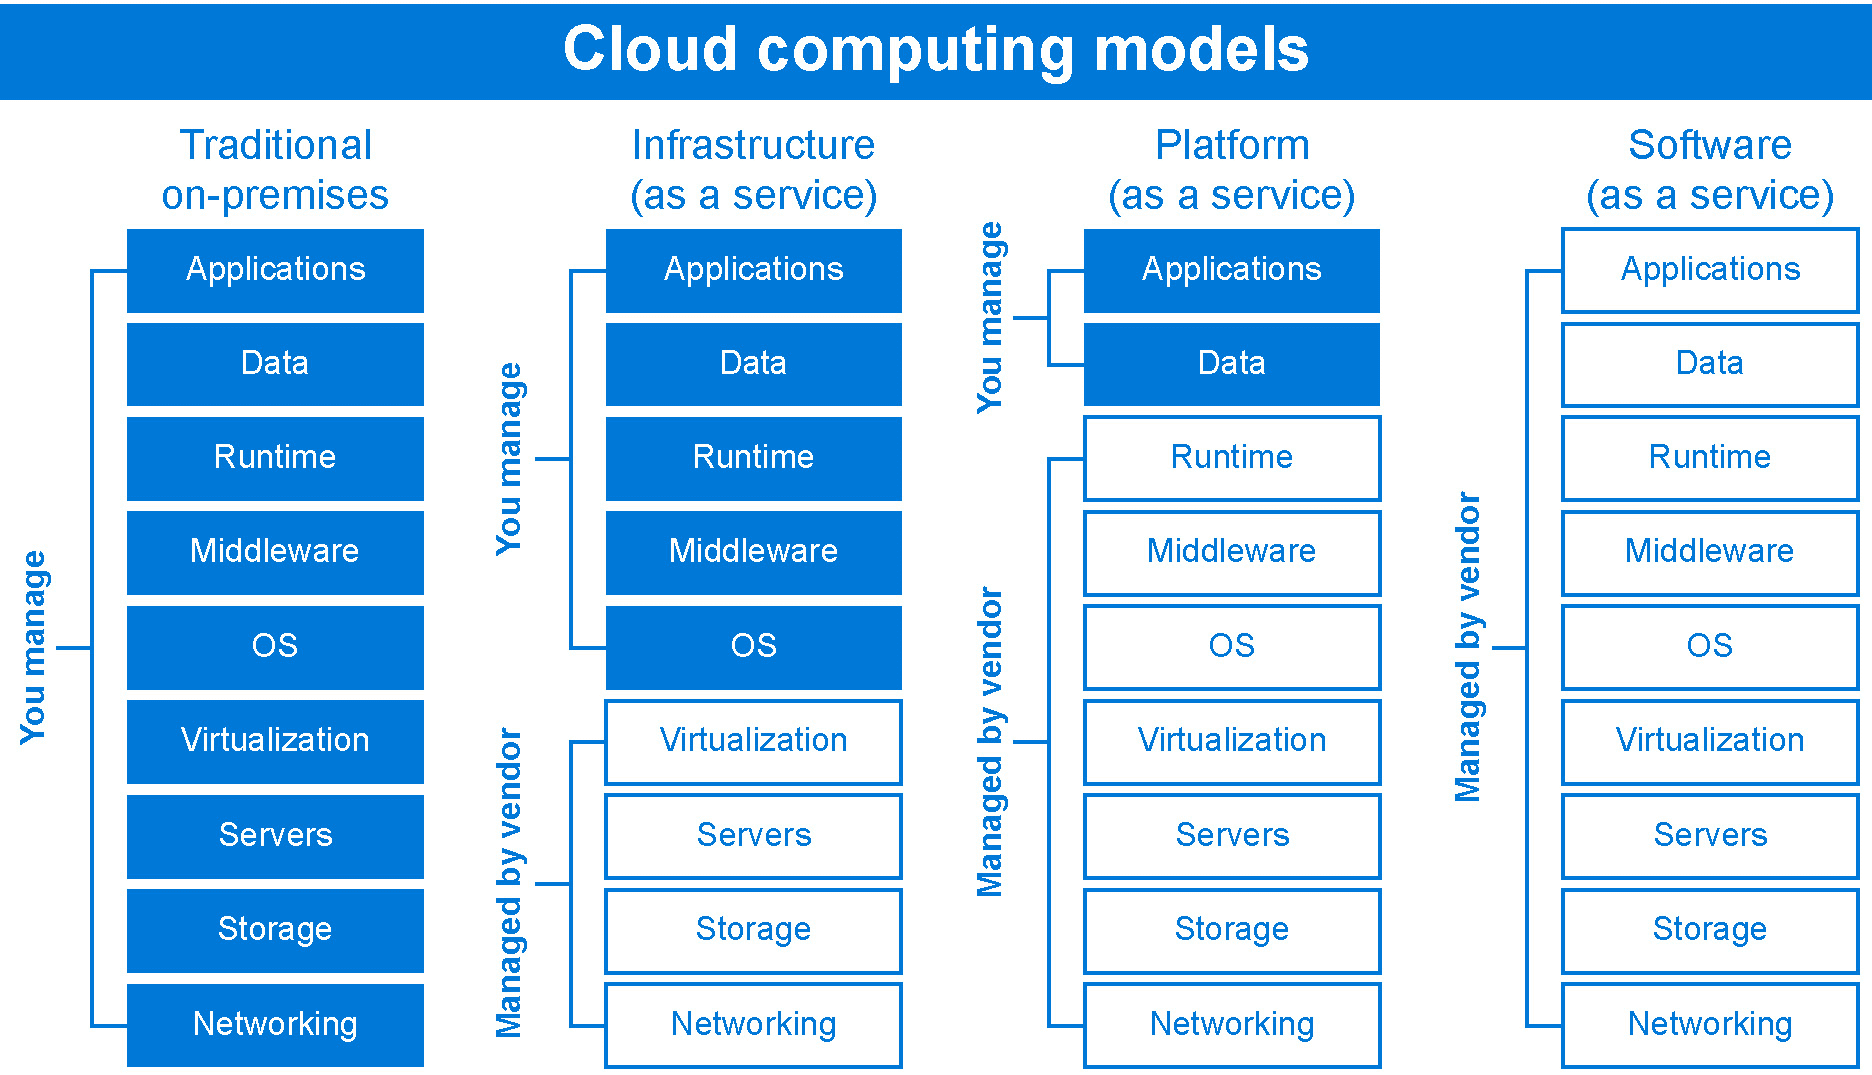 Cloud computing models
Traditional
on-premises
You manage
Applications
Data
Runtime
Middleware
OS
Virtualization
Servers
Storage
Networking
Infrastructure
(as a service)
You manage
Applications
Data
Runtime
Middleware
OS
Managed by vendor
Virtualization
Servers
Storage
Networking
Platform
(as a service)
You manage
Applications
Data
Managed by vendor
Runtime
Middleware
OS
Virtualization
Servers
Storage
Networking
Software
(as a service)
Managed by vendor
Applications
Data
Runtime
Middleware
OS
Virtualization
Servers
Storage
Networking